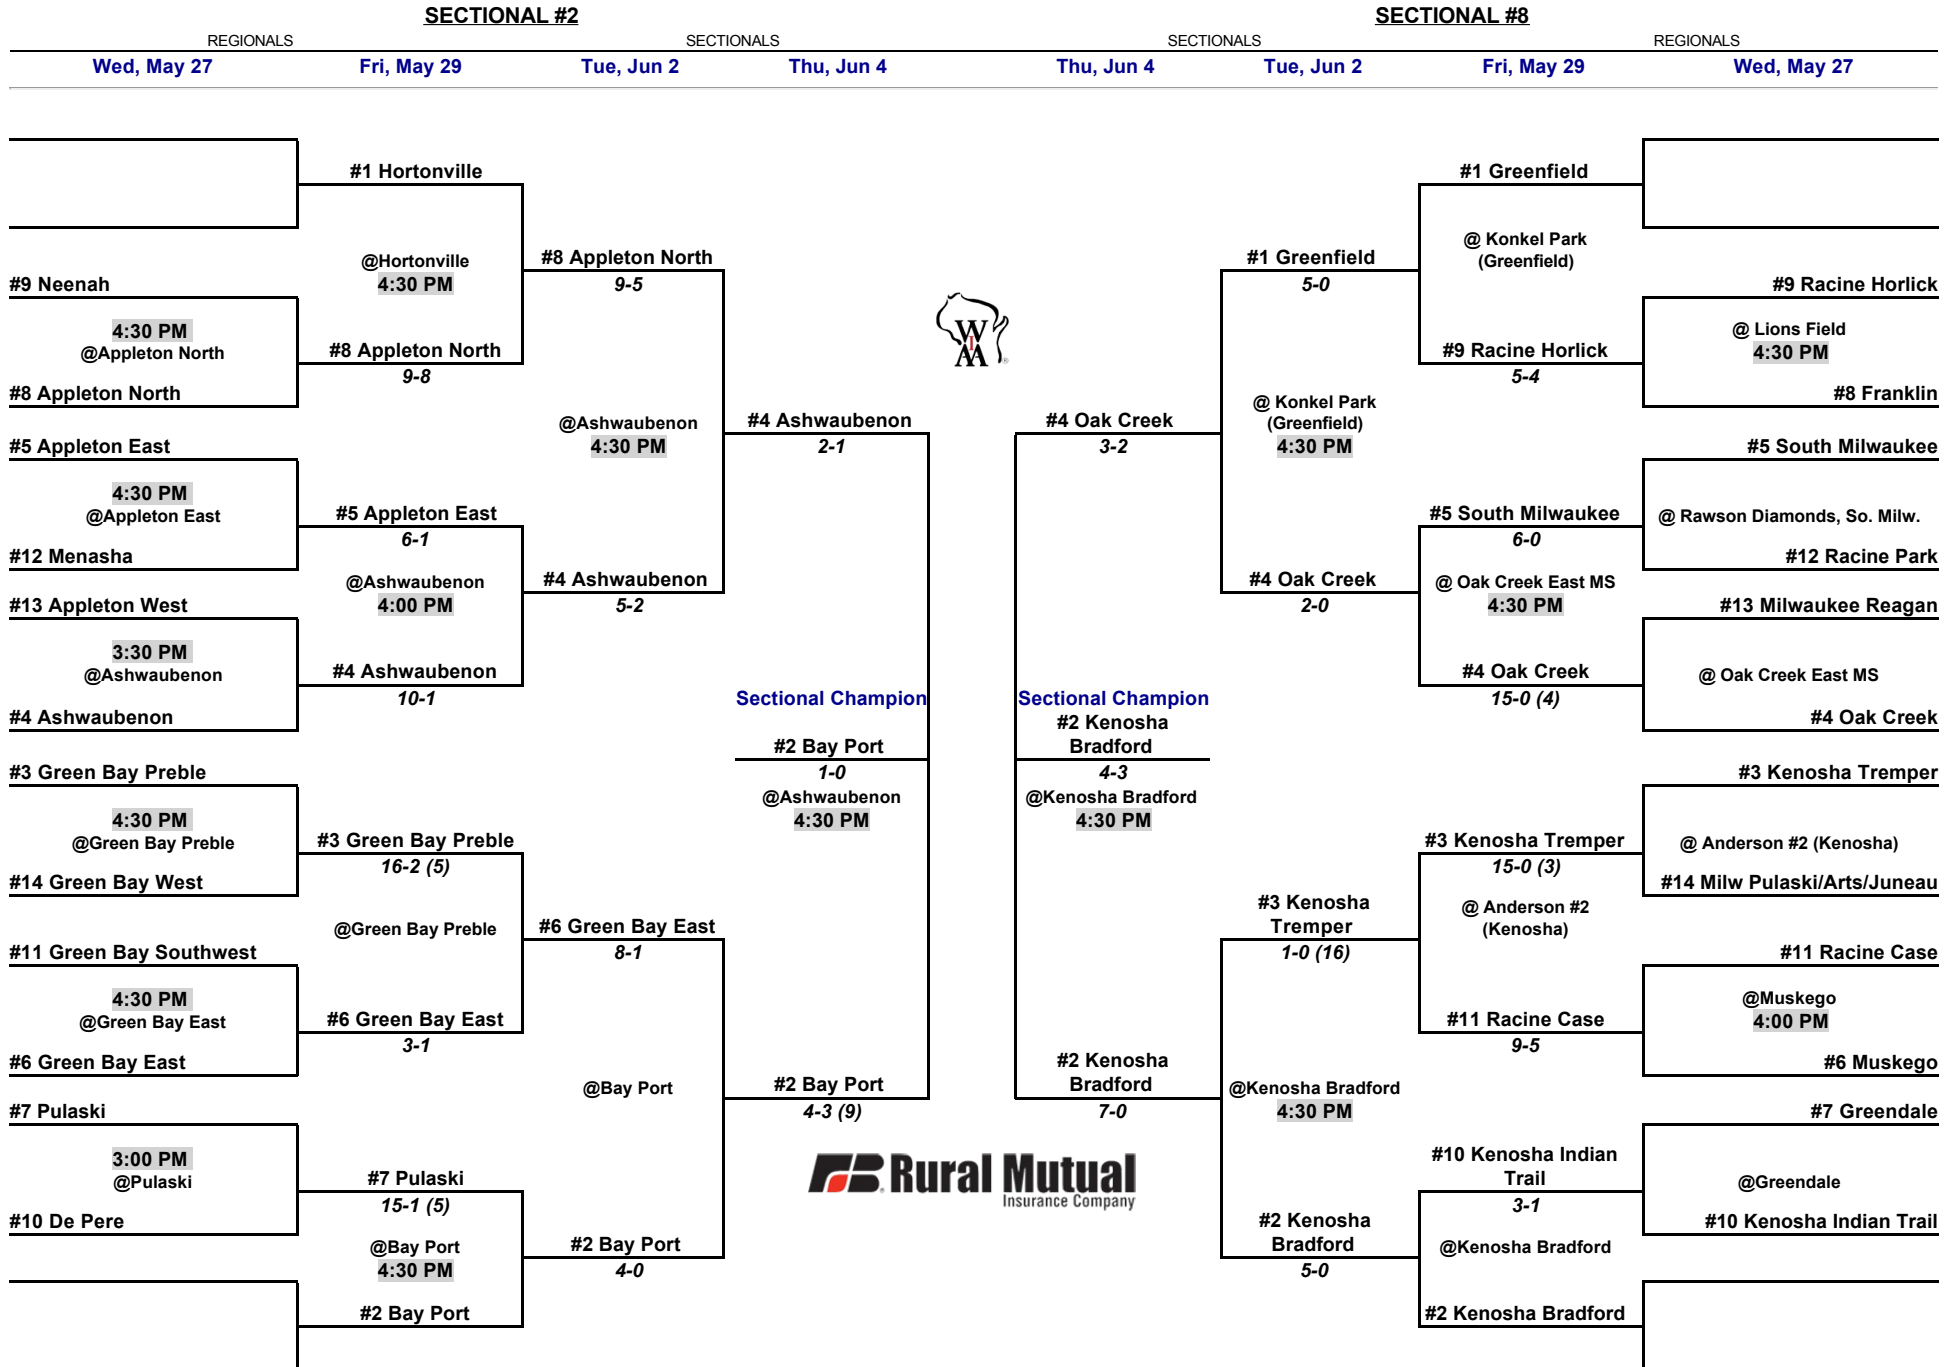 SECTIONAL #2
SECTIONAL #8
REGIONALS
SECTIONALS
SECTIONALS
REGIONALS
Wed, May 27
Fri, May 29
Tue, Jun 2
Thu, Jun 4
Thu, Jun 4
Tue, Jun 2
Fri, May 29
Wed, May 27
#9 Neenah
4:30 PM
@Appleton North
#8 Appleton North
#5 Appleton East
4:30 PM
@Appleton East
#12 Menasha
#13 Appleton West
3:30 PM
@Ashwaubenon
#4 Ashwaubenon
#3 Green Bay Preble
4:30 PM
@Green Bay Preble
#14 Green Bay West
#11 Green Bay Southwest
4:30 PM
@Green Bay East
#6 Green Bay East
#7 Pulaski
3:00 PM
@Pulaski
#10 De Pere
#1 Hortonville
@Hortonville
4:30 PM
#8 Appleton North
9-8
#5 Appleton East
6-1
@Ashwaubenon
4:00 PM
#4 Ashwaubenon
10-1
#3 Green Bay Preble
16-2 (5)
@Green Bay Preble
#6 Green Bay East
3-1
#7 Pulaski
15-1 (5)
@Bay Port
4:30 PM
#2 Bay Port
#8 Appleton North
9-5
@Ashwaubenon
4:30 PM
#4 Ashwaubenon
5-2
#6 Green Bay East
8-1
@Bay Port
#2 Bay Port
4-0
#4 Ashwaubenon
2-1
Sectional Champion
#2 Bay Port
1-0
@Ashwaubenon
4:30 PM
#2 Bay Port
4-3 (9)
WIAA
®
Rural Mutual
Insurance Company
#4 Oak Creek
3-2
Sectional Champion
#2 Kenosha
Bradford
4-3
@Kenosha Bradford
4:30 PM
#2 Kenosha
Bradford
7-0
#1 Greenfield
5-0
@ Konkel Park
(Greenfield)
4:30 PM
#4 Oak Creek
2-0
#3 Kenosha
Tremper
1-0 (16)
@Kenosha Bradford
4:30 PM
#2 Kenosha
Bradford
5-0
#1 Greenfield
@ Konkel Park
(Greenfield)
#9 Racine Horlick
5-4
#5 South Milwaukee
6-0
@ Oak Creek East MS
4:30 PM
#4 Oak Creek
15-0 (4)
#3 Kenosha Tremper
15-0 (3)
@ Anderson #2
(Kenosha)
#11 Racine Case
9-5
#10 Kenosha Indian
Trail
3-1
@Kenosha Bradford
#2 Kenosha Bradford
#9 Racine Horlick
@ Lions Field
4:30 PM
#8 Franklin
#5 South Milwaukee
@ Rawson Diamonds, So. Milw.
#12 Racine Park
#13 Milwaukee Reagan
@ Oak Creek East MS
#4 Oak Creek
#3 Kenosha Tremper
@ Anderson #2 (Kenosha)
#14 Milw Pulaski/Arts/Juneau
#11 Racine Case
@Muskego
4:00 PM
#6 Muskego
#7 Greendale
@Greendale
#10 Kenosha Indian Trail